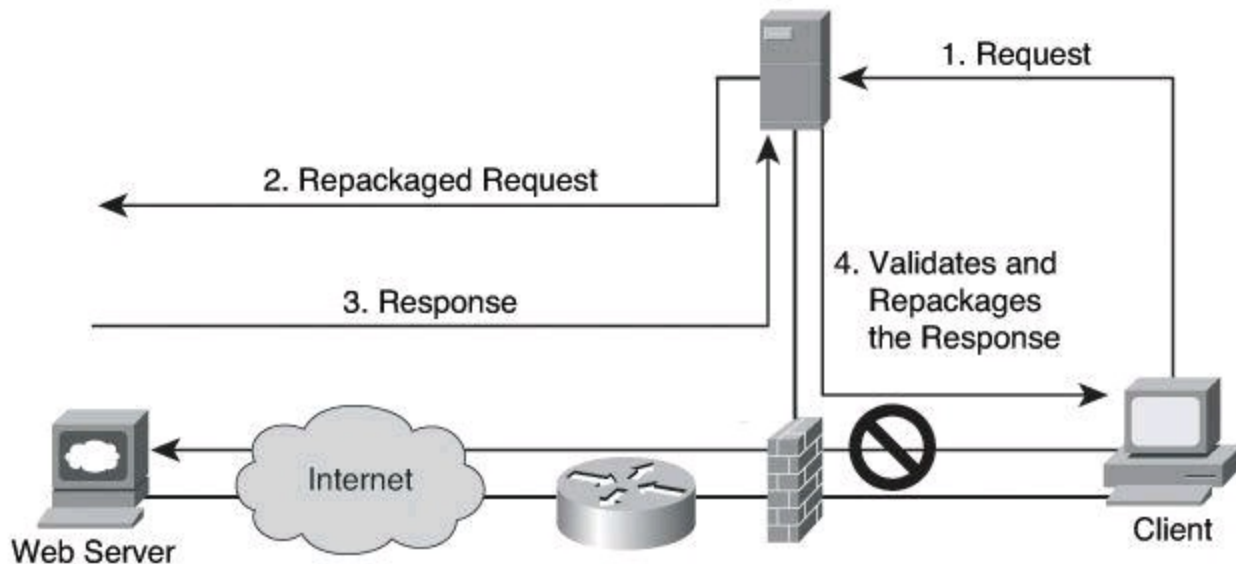 1. Request
2. Repackaged Request
3. Response
4. Validates and
Repackages
the Response
Internet
Web Server
Client